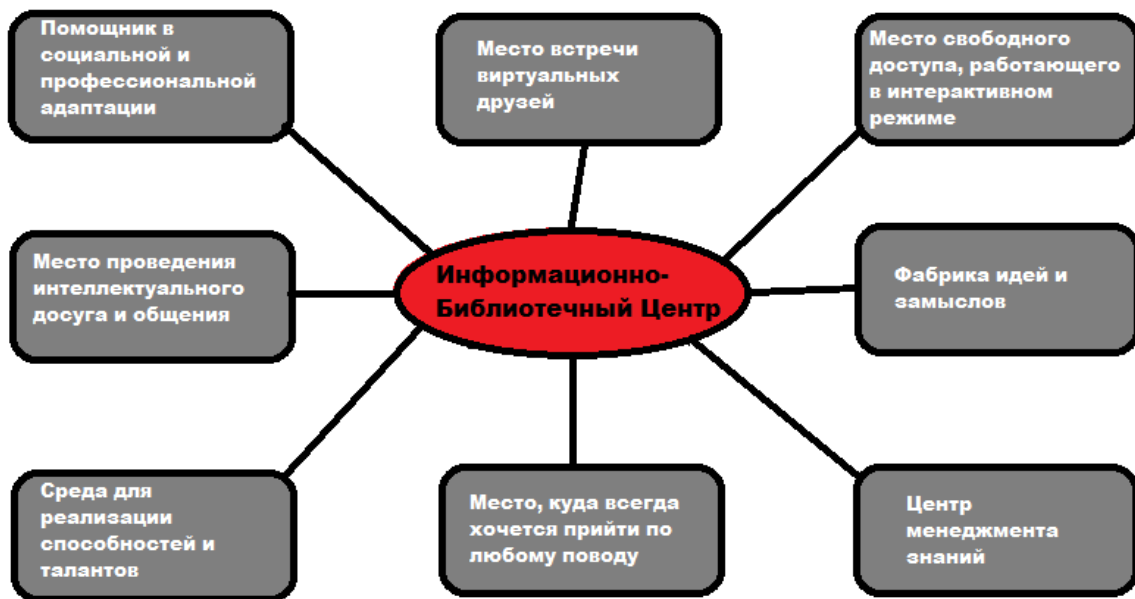 Помощник в
социальной и
профессиональной
адаптации
Место встречи
виртуальных
друзей
Место свободного
доступа, работающего
в интерактивном
режиме
Место проведения
интеллектуального
досуга и общения
Информационно-
Библиотечный Центр
Фабрика идей и
замыслов
Среда для
реализации
способностей и
талантов
Место, куда всегда
хочется прийти по
любому поводу
Центр
менеджмента
знаний